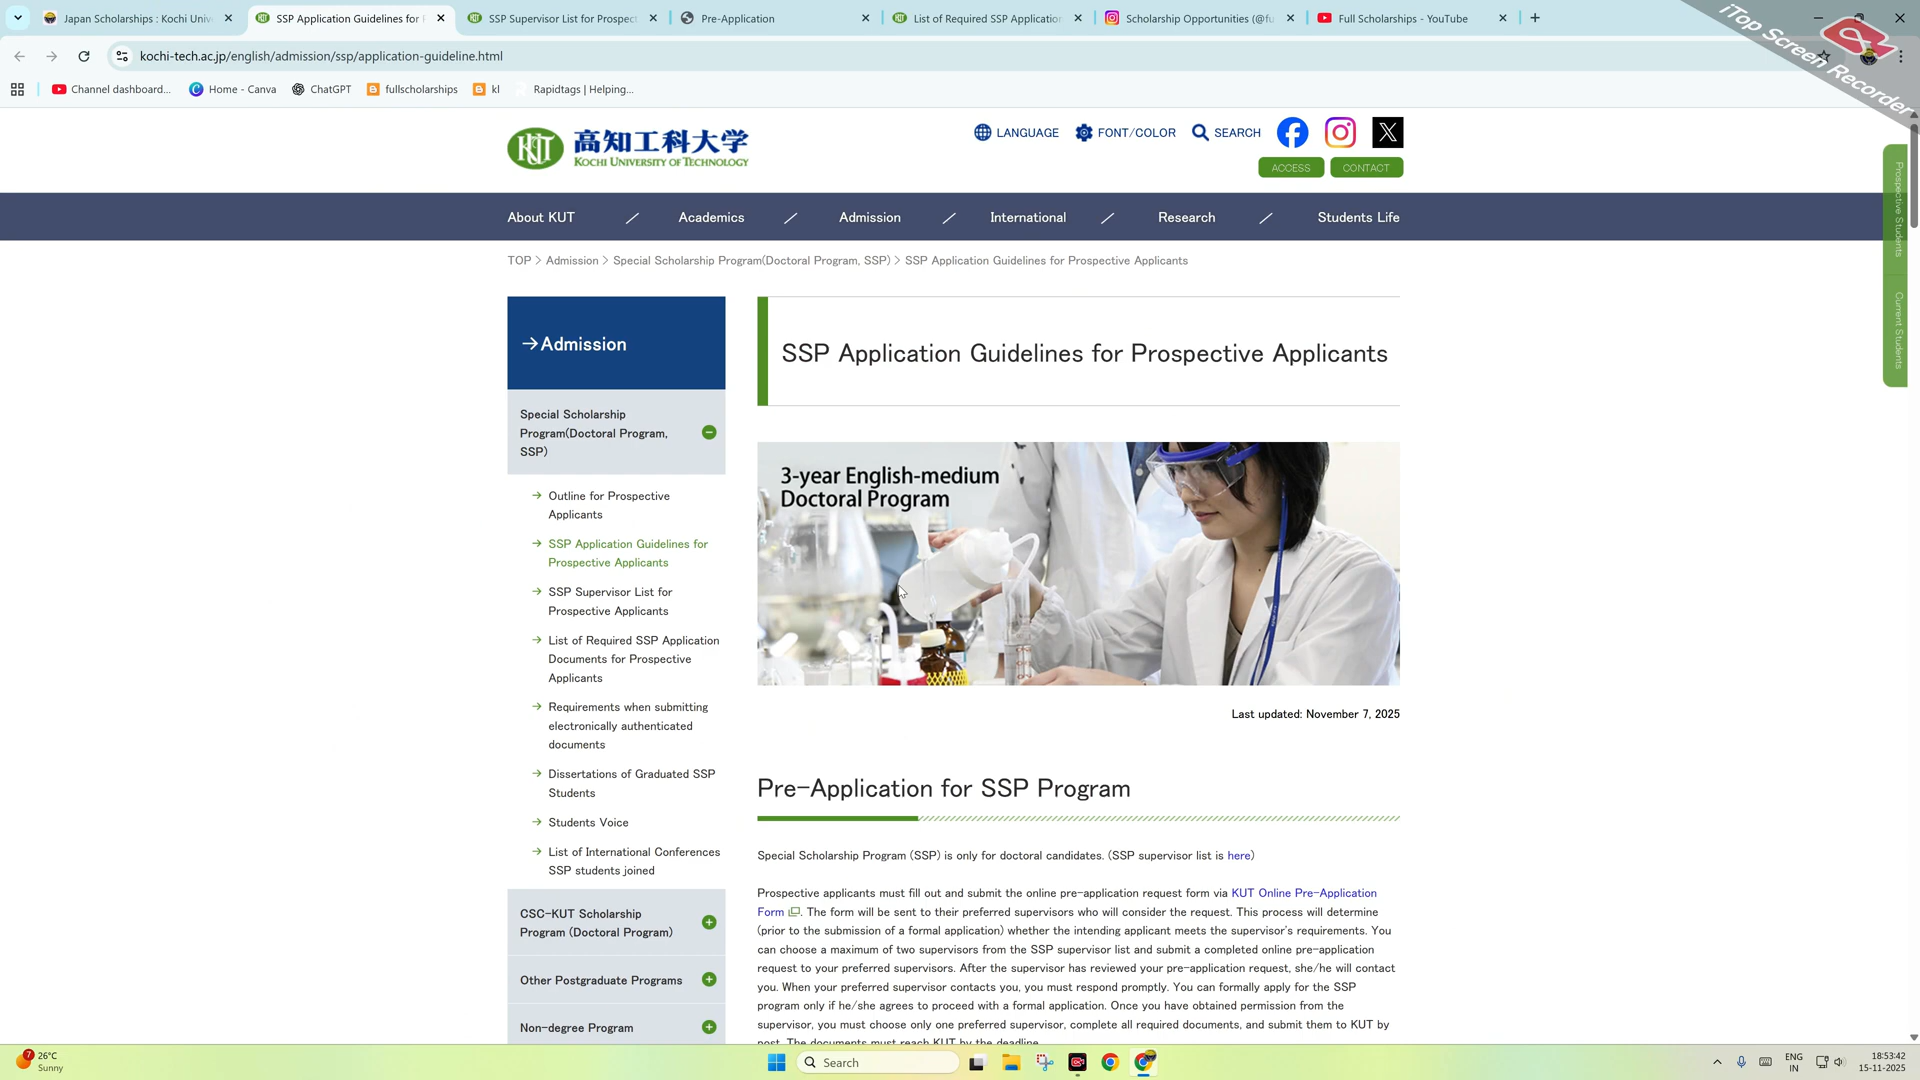 Japan Scholarships : Kochi Univ
SSP Application Guidelines for P
SSP Supervisor List for Prospect
Pre-Application
List of Required SSP Application
Scholarship Opportunities (@fu
Full Scholarships - YouTube
kochi-tech.ac.jp/english/admission/ssp/application-guideline.html
iTop Screen Recorder
Channel dashboard...
Home - Canva
ChatGPT
fullscholarships
kl
Rapidtags | Helping...
KUT
高知工科大学
KOCHI UNIVERSITY OF TECHNOLOGY
LANGUAGE
FONT/COLOR
SEARCH
ACCESS
CONTACT
About KUT
Academics
Admission
International
Research
Students Life
Prospective Students
Current Students
TOP > Admission > Special Scholarship Program(Doctoral Program, SSP) > SSP Application Guidelines for Prospective Applicants
→Admission
Special Scholarship
Program(Doctoral Program,
SSP)
Outline for Prospective
Applicants
SSP Application Guidelines for
Prospective Applicants
SSP Supervisor List for
Prospective Applicants
List of Required SSP Application
Documents for Prospective
Applicants
Requirements when submitting
electronically authenticated
documents
Dissertations of Graduated SSP
Students
Students Voice
List of International Conferences
SSP students joined
CSC-KUT Scholarship
Program (Doctoral Program)
Other Postgraduate Programs
Non-degree Program
SSP Application Guidelines for Prospective Applicants
3-year English-medium
Doctoral Program
Last updated: November 7, 2025
Pre-Application for SSP Program
Special Scholarship Program (SSP) is only for doctoral candidates. (SSP supervisor list is here)
Prospective applicants must fill out and submit the online pre-application request form via KUT Online Pre-Application
Form. The form will be sent to their preferred supervisors who will consider the request. This process will determine
(prior to the submission of a formal application) whether the intending applicant meets the supervisor's requirements. You
can choose a maximum of two supervisors from the SSP supervisor list and submit a completed online pre-application
request to your preferred supervisors. After the supervisor has reviewed your pre-application request, she/he will contact
you. When your preferred supervisor contacts you, you must respond promptly. You can formally apply for the SSP
program only if he/she agrees to proceed with a formal application. Once you have obtained permission from the
supervisor, you must choose only one preferred supervisor, complete all required documents, and submit them to KUT by
post. The documents must reach KUT by the deadline.
7
26°C
Sunny
Search
ENG
IN
18:53:42
15-11-2025